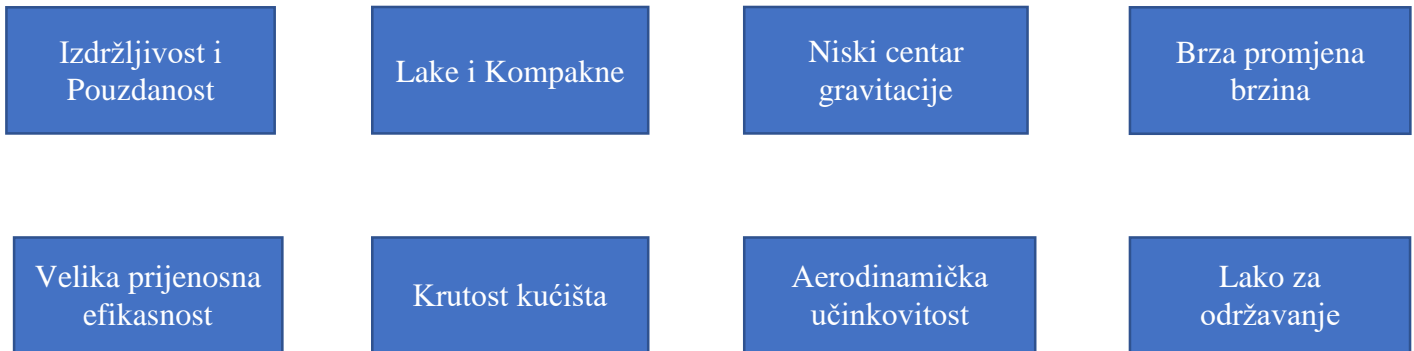 Izdržljivost i
Pouzdanost
Lake i Kompakne
Niski centar
gravitacije
Brza promjena
brzina
Velika prijenosna
efikasnost
Krutost kućišta
Aerodinamička
učinkovitost
Lako za
održavanje